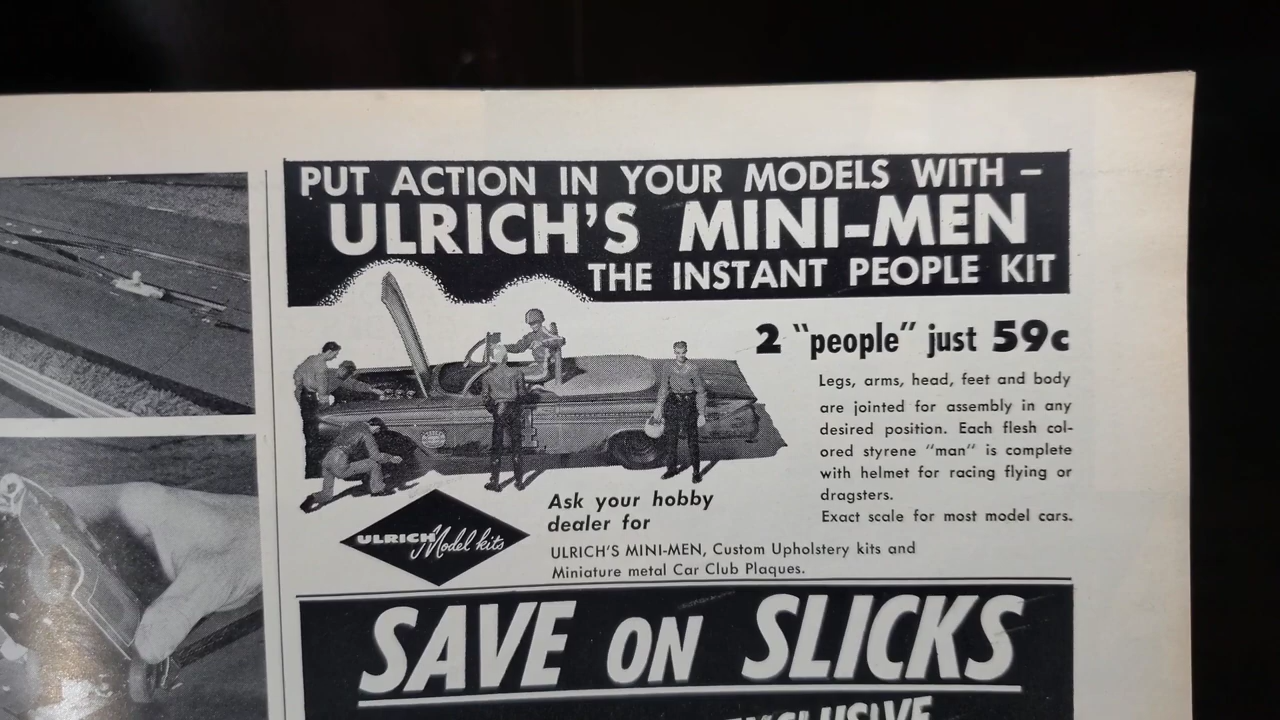 PUT ACTION IN YOUR MODELS WITH –
ULRICH'S MINI-MEN
THE INSTANT PEOPLE KIT
2 "people" just 59c
Legs, arms, head, feet and body
are jointed for assembly in any
desired position. Each flesh col-
ored styrene "man" is complete
with helmet for racing flying or
dragsters.
Exact scale for most model cars.
ULRICH Model kits
Ask your hobby
dealer for
ULRICH'S MINI-MEN, Custom Upholstery kits and
Miniature metal Car Club Plaques.
SAVE ON SLICKS